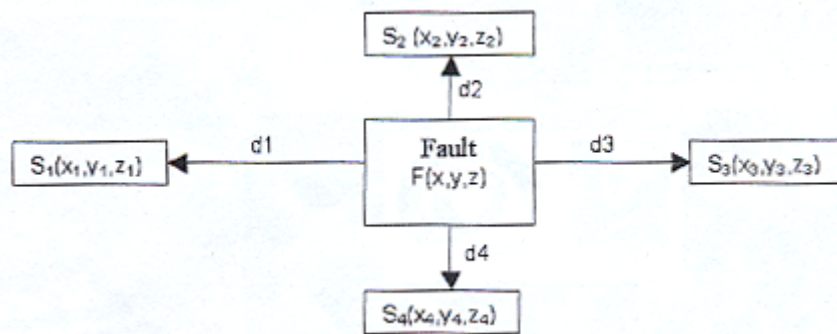 S₂ (x₂,y₂,z₂)
d2
d1
Fault
F(x,y,z)
d3
S₁(x₁,y₁,z₁)
S₃(x₃,y₃,z₃)
d4
S₄(x₄,y₄,z₄)